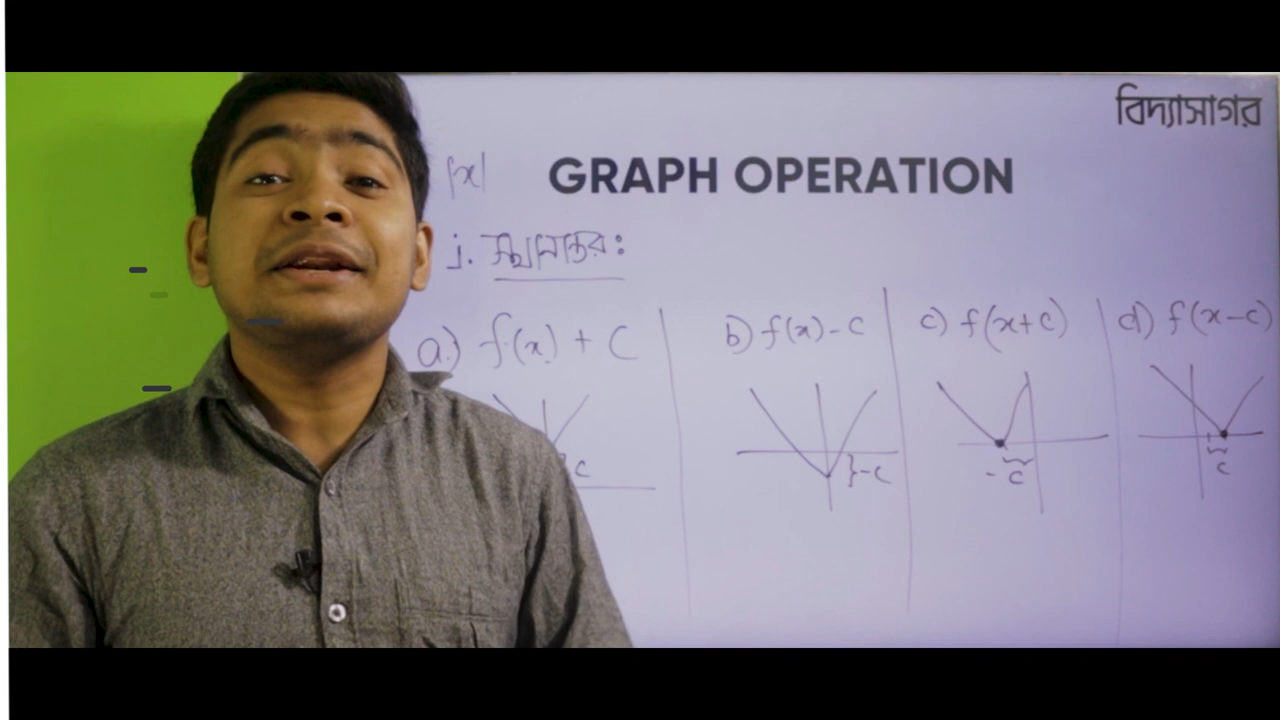 বিদ্যাসাগর
|x| GRAPH OPERATION
i. স্থানান্তর:
a.) f(x) + C
b) f(x) - C
c) f(x+c)
d) f(x-c)
c
}-C
- C
c